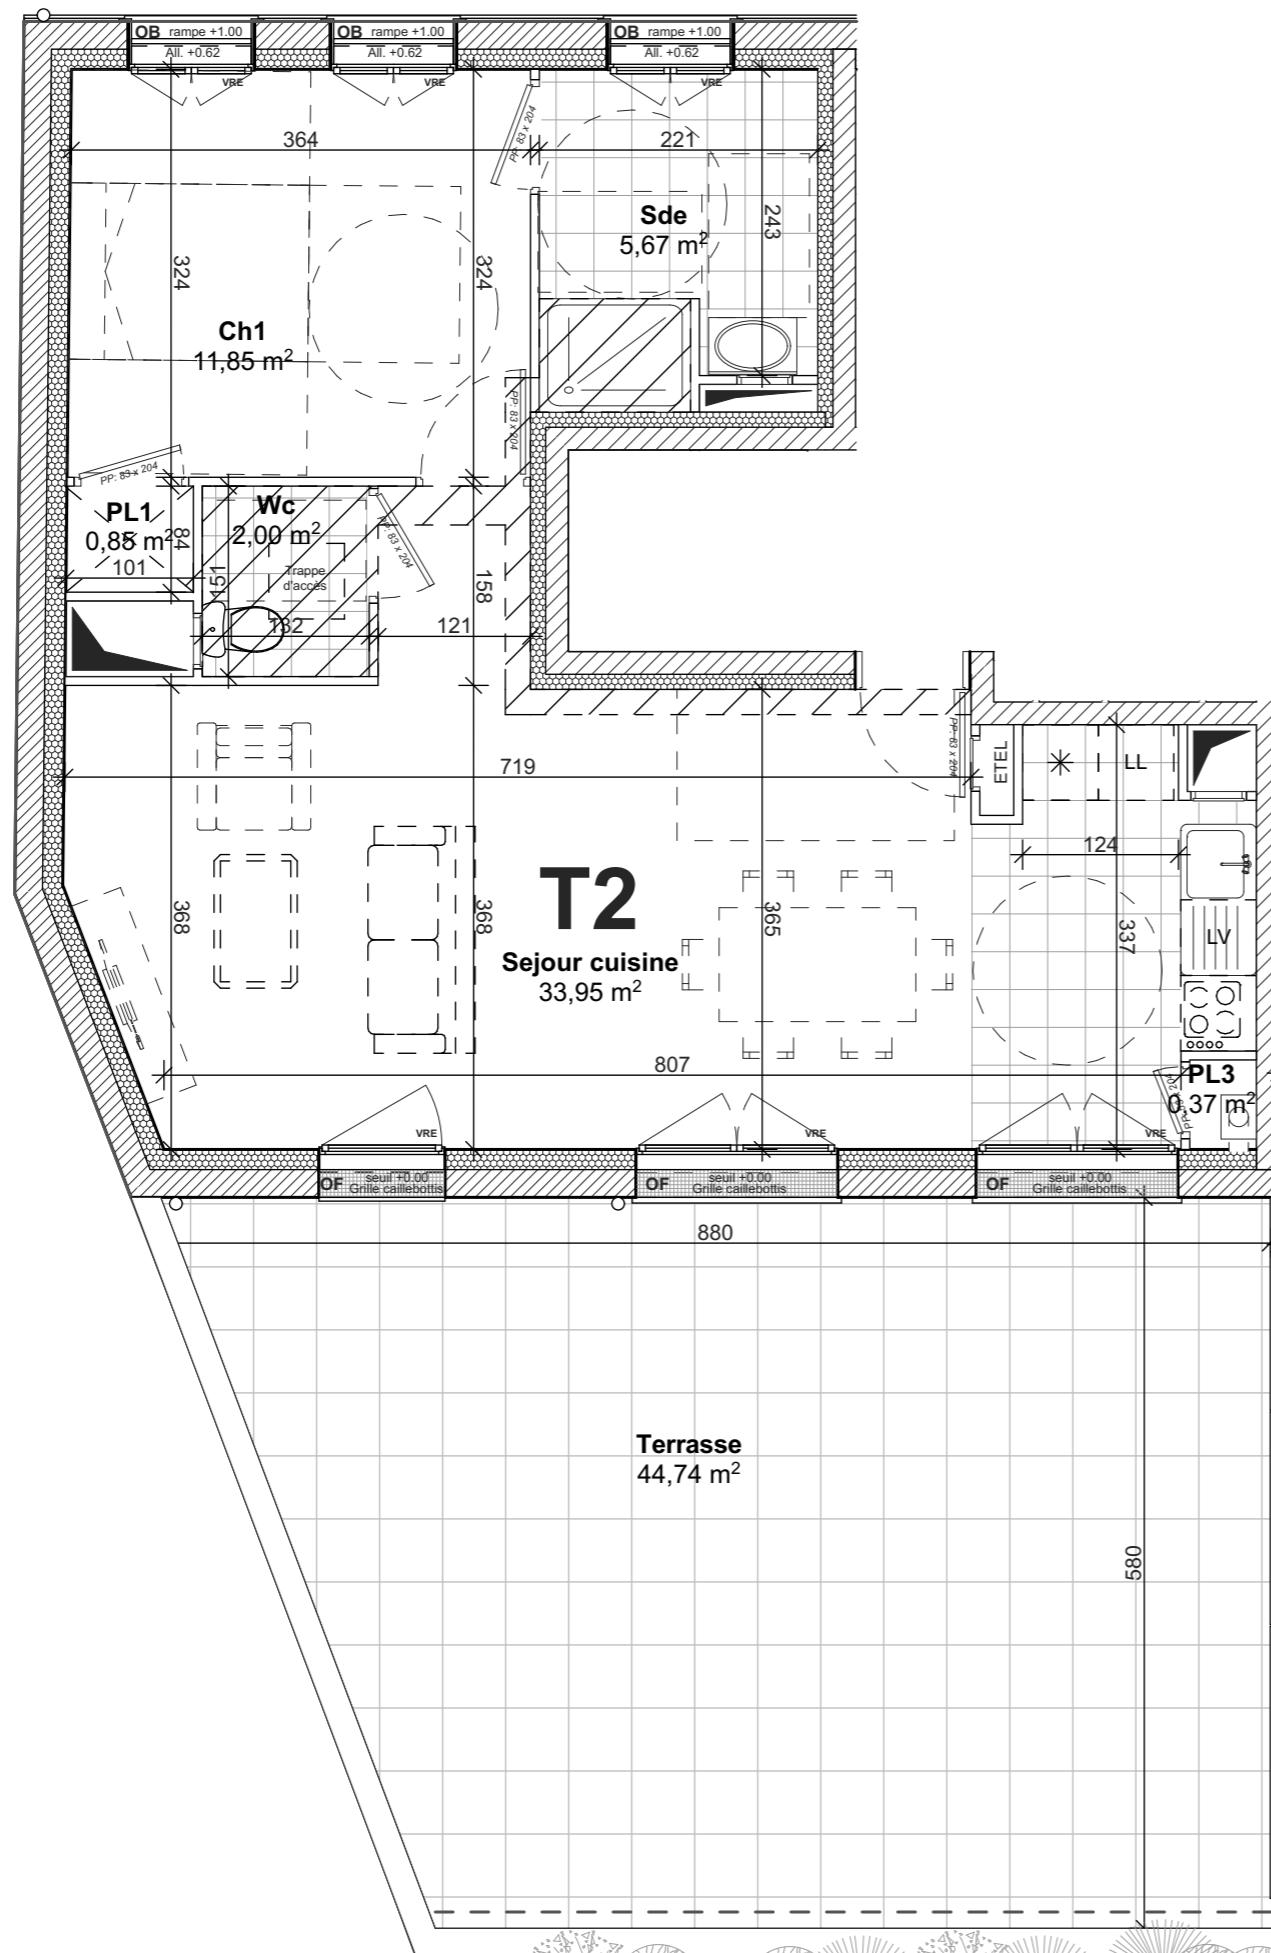 OB rampe +1.00
All. +0.62
VRE
OB rampe +1.00
All. +0.62
VRE
OB rampe +1.00
All. +0.62
VRE
PP: 83 x 204
364
221
Sde
5,67 m²
243
324
324
Ch1
11,85 m²
PP: 83 x 204
PP: 83 x 204
PL1
0,85 m²
84
101
Wc
2,00 m²
PP: 83 x 204
Trappe
d'accès
151
158
132
121
719
PP: 83 x 204
ETEL
LL
124
T2
Sejour cuisine
33,95 m²
368
368
365
337
LV
807
PL3
0,37 m²
VRE
VRE
VRE
OF seuil +0.00
Grille caillebottis
OF seuil +0.00
Grille caillebottis
OF seuil +0.00
Grille caillebottis
880
Terrasse
44,74 m²
580